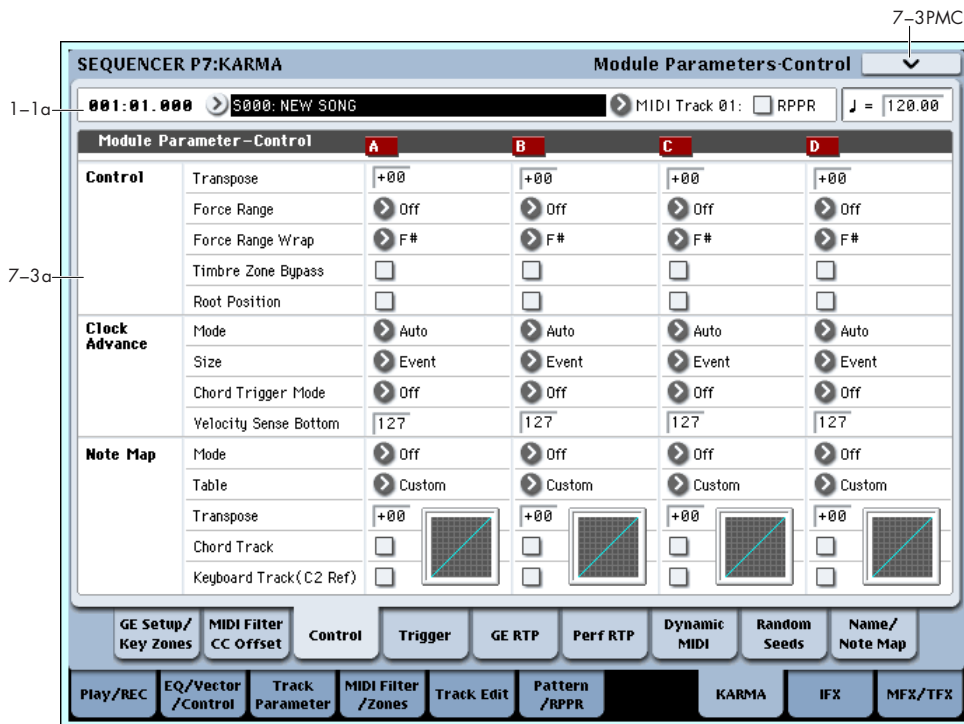 7–3PMC
SEQUENCER P7:KARMA Module Parameters-Control
1–1a
001:01.000 S000: NEW SONG MIDI Track 01: RPPR ♩ = 120.00
Module Parameter–Control A B C D
7–3a
Control Transpose +00 +00 +00 +00
Force Range Off Off Off Off
Force Range Wrap F# F# F# F#
Timbre Zone Bypass
Root Position
Clock Advance Mode Auto Auto Auto Auto
Size Event Event Event Event
Chord Trigger Mode Off Off Off Off
Velocity Sense Bottom 127 127 127 127
Note Map Mode Off Off Off Off
Table Custom Custom Custom Custom
Transpose +00 +00 +00 +00
Chord Track
Keyboard Track(C2 Ref)
GE Setup/ Key Zones MIDI Filter CC Offset Control Trigger GE RTP Perf RTP Dynamic MIDI Random Seeds Name/ Note Map
Play/REC EQ/Vector /Control Track Parameter MIDI Filter /Zones Track Edit Pattern /RPPR KARMA IFX MFX/TFX